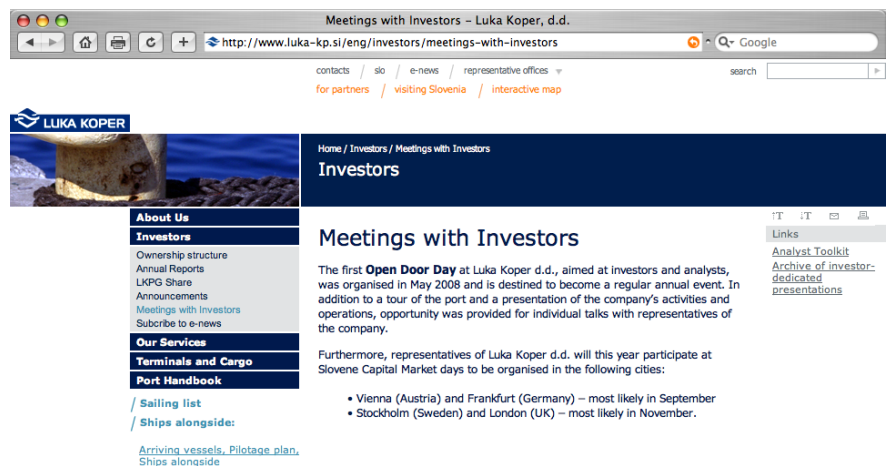 Meetings with Investors – Luka Koper, d.d.
http://www.luka-kp.si/eng/investors/meetings-with-investors
Google
contacts / slo / e-news / representative offices
search
for partners / visiting Slovenia / interactive map
LUKA KOPER
Home / Investors / Meetings with Investors
Investors
About Us
Investors
Ownership structure
Annual Reports
LKPG Share
Announcements
Meetings with Investors
Subcribe to e-news
Our Services
Terminals and Cargo
Port Handbook
/ Sailing list
/ Ships alongside:
Arriving vessels, Pilotage plan,
Ships alongside
Meetings with Investors
The first Open Door Day at Luka Koper d.d., aimed at investors and analysts,
was organised in May 2008 and is destined to become a regular annual event. In
addition to a tour of the port and a presentation of the company's activities and
operations, opportunity was provided for individual talks with representatives of
the company.
Furthermore, representatives of Luka Koper d.d. will this year participate at
Slovene Capital Market days to be organised in the following cities:
• Vienna (Austria) and Frankfurt (Germany) – most likely in September
• Stockholm (Sweden) and London (UK) – most likely in November.
↑T ↓T
Links
Analyst Toolkit
Archive of investor-
dedicated
presentations